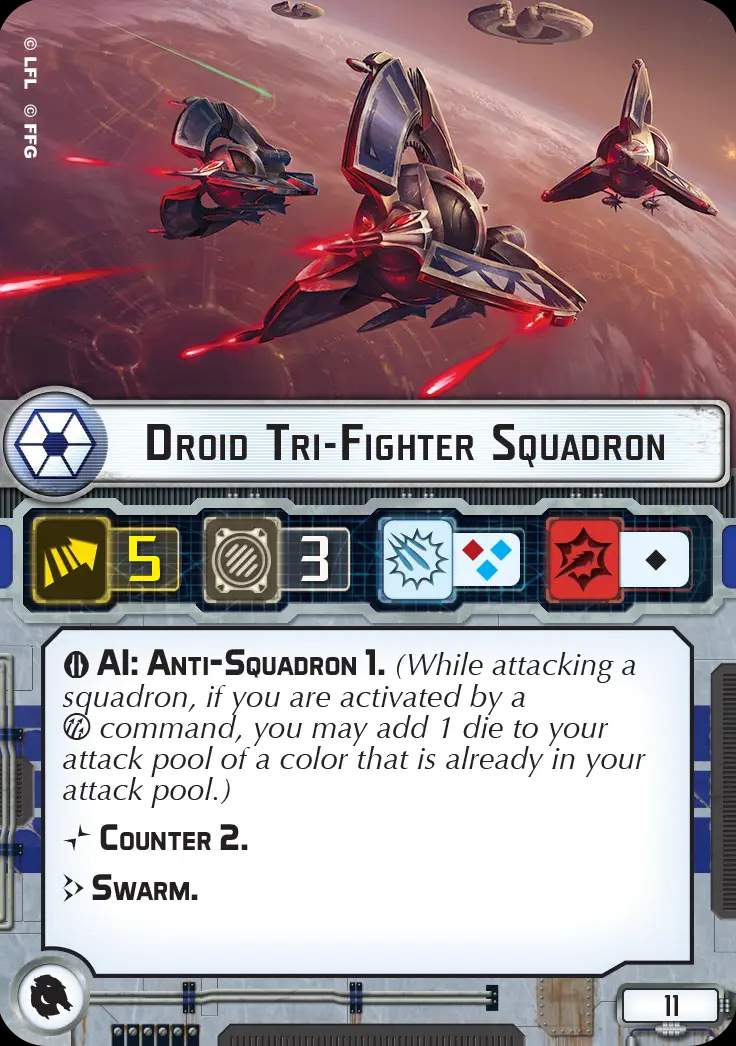 © LFL © FFG
Droid Tri-Fighter Squadron
5 3
AI: Anti-Squadron 1. (While attacking a
squadron, if you are activated by a
command, you may add 1 die to your
attack pool of a color that is already in your
attack pool.)
Counter 2.
Swarm.
11